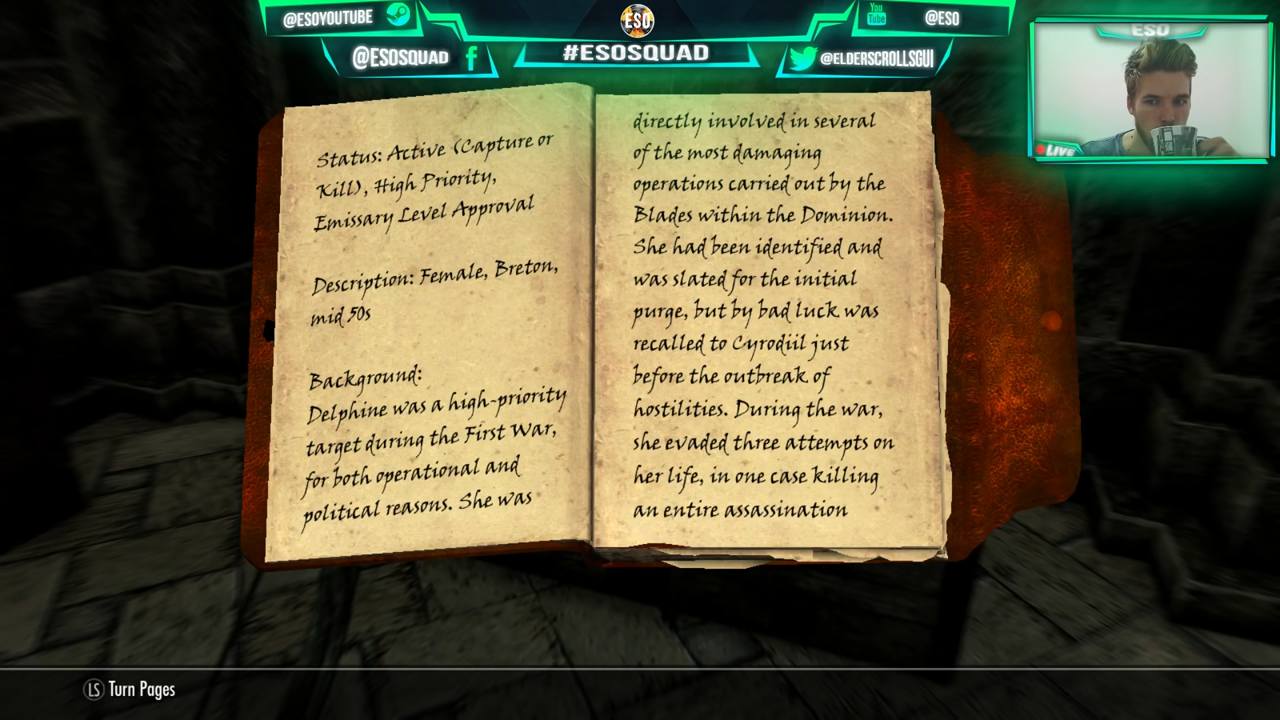 @ESOYOUTUBE
ESO
You Tube
@ESO
@ESOSQUAD
#ESOSQUAD
@ELDERSCROLLSGUI
ESO
LIVE
Status: Active (Capture or
Kill), High Priority,
Emissary Level Approval
Description: Female, Breton,
mid 50s
Background:
Delphine was a high-priority
target during the First War,
for both operational and
political reasons. She was
directly involved in several
of the most damaging
operations carried out by the
Blades within the Dominion.
She had been identified and
was slated for the initial
purge, but by bad luck was
recalled to Cyrodiil just
before the outbreak of
hostilities. During the war,
she evaded three attempts on
her life, in one case killing
an entire assassination
LS Turn Pages